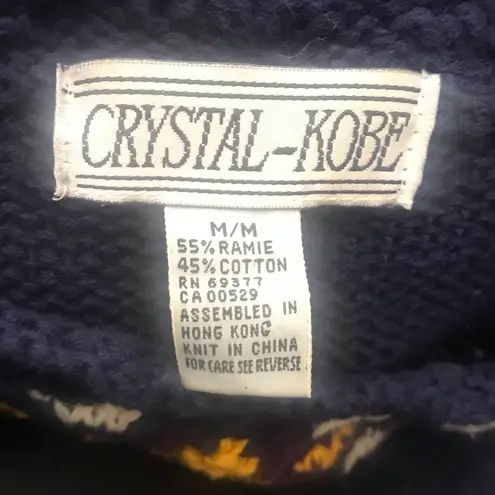 CRYSTAL-KOBE
M/M
55% RAMIE
45% COTTON
RN 69377
CA 00529
ASSEMBLED IN
HONG KONG
KNIT IN CHINA
FOR CARE SEE REVERSE